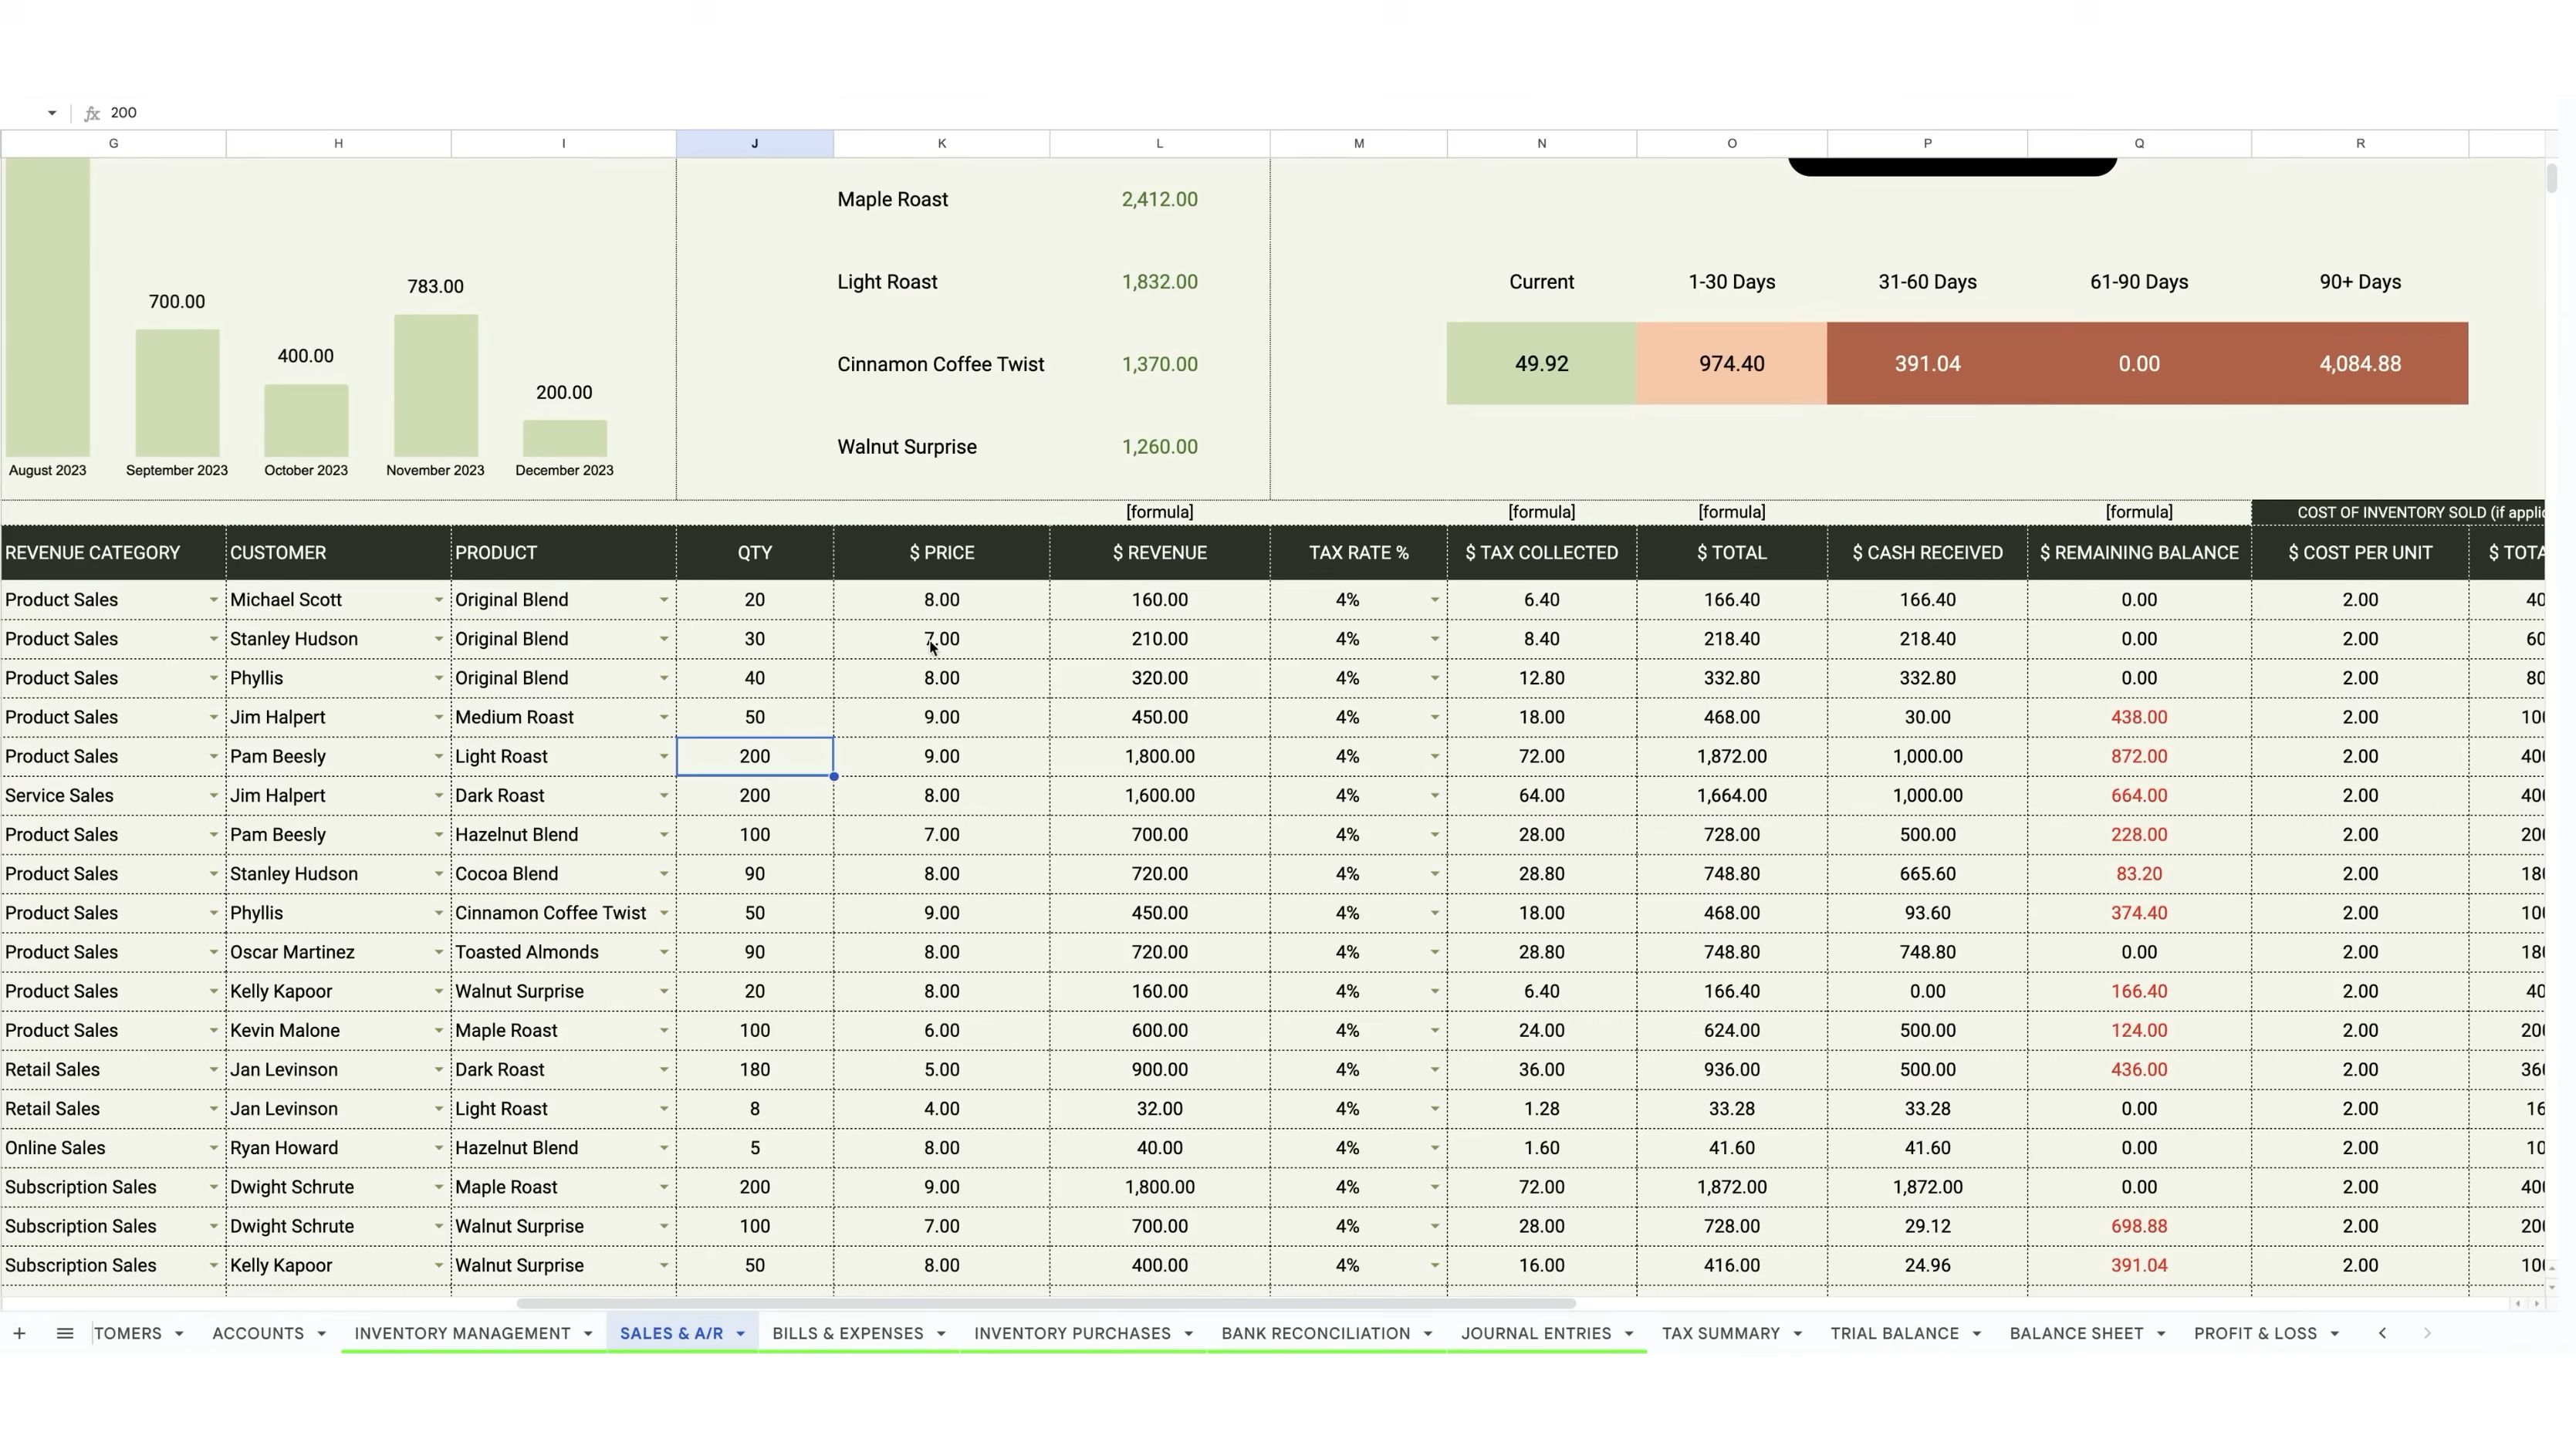 fx 200
G H I J K L M N O P Q R
Maple Roast 2,412.00
Light Roast 1,832.00
Current 1-30 Days 31-60 Days 61-90 Days 90+ Days
783.00
700.00
400.00
Cinnamon Coffee Twist 1,370.00
49.92 974.40 391.04 0.00 4,084.88
200.00
Walnut Surprise 1,260.00
August 2023 September 2023 October 2023 November 2023 December 2023
[formula] [formula] [formula] [formula] COST OF INVENTORY SOLD (if applic
REVENUE CATEGORY CUSTOMER PRODUCT QTY $ PRICE $ REVENUE TAX RATE % $ TAX COLLECTED $ TOTAL $ CASH RECEIVED $ REMAINING BALANCE $ COST PER UNIT $ TOTA
Product Sales Michael Scott Original Blend 20 8.00 160.00 4% 6.40 166.40 166.40 0.00 2.00 40
Product Sales Stanley Hudson Original Blend 30 7.00 210.00 4% 8.40 218.40 218.40 0.00 2.00 60
Product Sales Phyllis Original Blend 40 8.00 320.00 4% 12.80 332.80 332.80 0.00 2.00 80
Product Sales Jim Halpert Medium Roast 50 9.00 450.00 4% 18.00 468.00 30.00 438.00 2.00 100
Product Sales Pam Beesly Light Roast 200 9.00 1,800.00 4% 72.00 1,872.00 1,000.00 872.00 2.00 400
Service Sales Jim Halpert Dark Roast 200 8.00 1,600.00 4% 64.00 1,664.00 1,000.00 664.00 2.00 400
Product Sales Pam Beesly Hazelnut Blend 100 7.00 700.00 4% 28.00 728.00 500.00 228.00 2.00 200
Product Sales Stanley Hudson Cocoa Blend 90 8.00 720.00 4% 28.80 748.80 665.60 83.20 2.00 180
Product Sales Phyllis Cinnamon Coffee Twist 50 9.00 450.00 4% 18.00 468.00 93.60 374.40 2.00 100
Product Sales Oscar Martinez Toasted Almonds 90 8.00 720.00 4% 28.80 748.80 748.80 0.00 2.00 180
Product Sales Kelly Kapoor Walnut Surprise 20 8.00 160.00 4% 6.40 166.40 0.00 166.40 2.00 40
Product Sales Kevin Malone Maple Roast 100 6.00 600.00 4% 24.00 624.00 500.00 124.00 2.00 200
Retail Sales Jan Levinson Dark Roast 180 5.00 900.00 4% 36.00 936.00 500.00 436.00 2.00 360
Retail Sales Jan Levinson Light Roast 8 4.00 32.00 4% 1.28 33.28 33.28 0.00 2.00 16
Online Sales Ryan Howard Hazelnut Blend 5 8.00 40.00 4% 1.60 41.60 41.60 0.00 2.00 10
Subscription Sales Dwight Schrute Maple Roast 200 9.00 1,800.00 4% 72.00 1,872.00 1,872.00 0.00 2.00 400
Subscription Sales Dwight Schrute Walnut Surprise 100 7.00 700.00 4% 28.00 728.00 29.12 698.88 2.00 200
Subscription Sales Kelly Kapoor Walnut Surprise 50 8.00 400.00 4% 16.00 416.00 24.96 391.04 2.00 100
TOMERS ACCOUNTS INVENTORY MANAGEMENT SALES & A/R BILLS & EXPENSES INVENTORY PURCHASES BANK RECONCILIATION JOURNAL ENTRIES TAX SUMMARY TRIAL BALANCE BALANCE SHEET PROFIT & LOSS